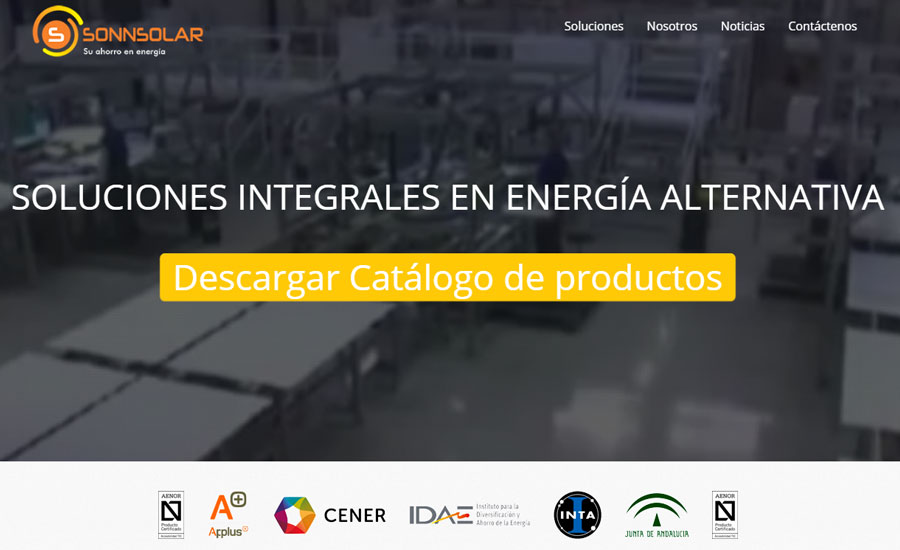 SONNSOLAR
Su ahorro en energía
Soluciones
Nosotros
Noticias
Contáctenos
SOLUCIONES INTEGRALES EN ENERGÍA ALTERNATIVA
Descargar Catálogo de productos
AENOR
N
Producto
Certificado
A+
Applus
CENER
IDAE
Instituto para la
Diversificación y
Ahorro de la Energía
INTA
JUNTA DE ANDALUCIA
AENOR
N
Producto
Certificado